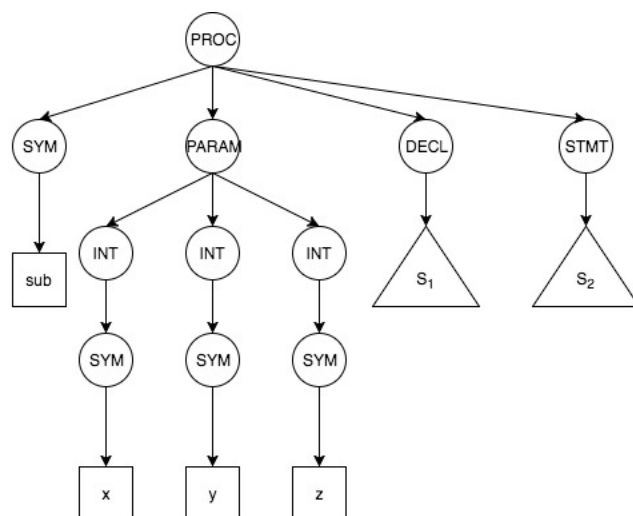 PROC
SYM PARAM DECL STMT
INT INT INT
sub S₁ S₂
SYM SYM SYM
x y z